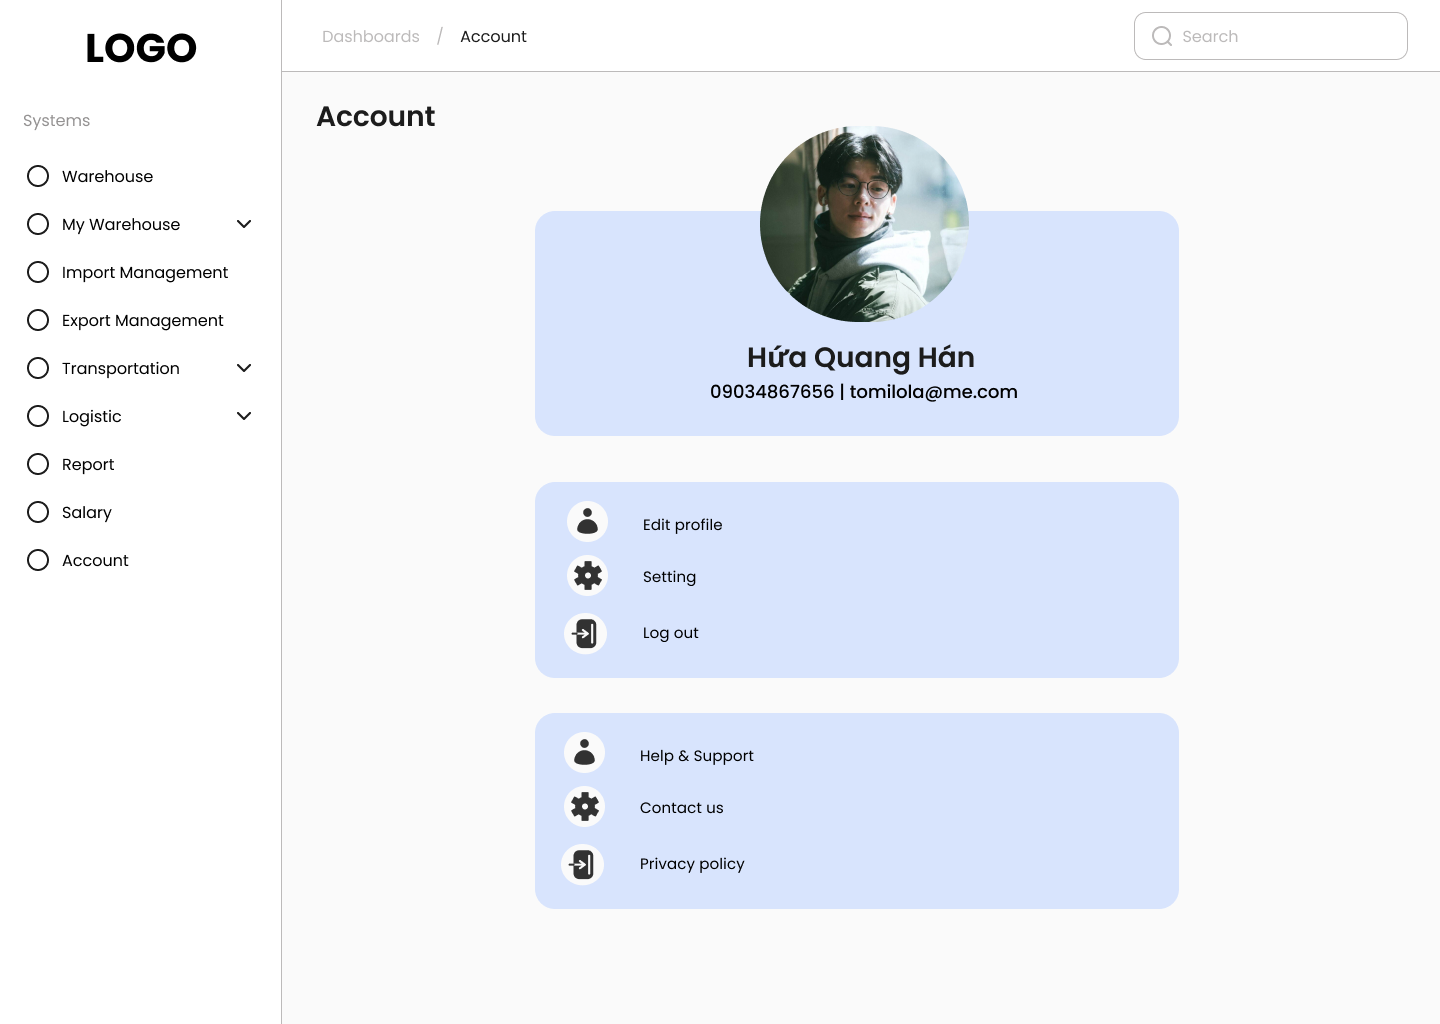 LOGO
Systems
Warehouse
My Warehouse
Import Management
Export Management
Transportation
Logistic
Report
Salary
Account
Dashboards / Account
Search
Account
Hứa Quang Hán
09034867656 | tomilola@me.com
Edit profile
Setting
Log out
Help & Support
Contact us
Privacy policy